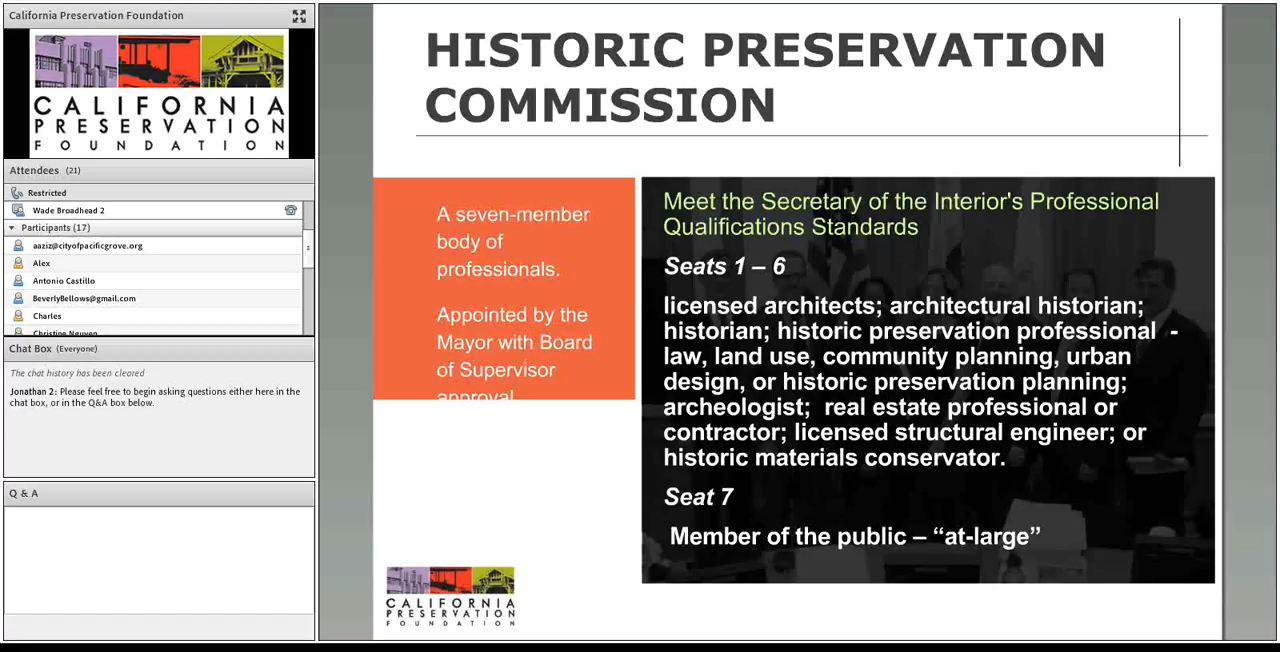 California Preservation Foundation
CALIFORNIA
PRESERVATION
FOUNDATION
Attendees (21)
Restricted
Wade Broadhead 2
Participants (17)
aaziz@cityofpacificgrove.org
Alex
Antonio Castillo
BeverlyBellows@gmail.com
Charles
Christine Nguyen
Chat Box (Everyone)
The chat history has been cleared
Jonathan 2: Please feel free to begin asking questions either here in the
chat box, or in the Q&A box below.
Q & A
HISTORIC PRESERVATION
COMMISSION
A seven-member
body of
professionals.
Appointed by the
Mayor with Board
of Supervisor
approval
Meet the Secretary of the Interior's Professional
Qualifications Standards
Seats 1 – 6
licensed architects; architectural historian;
historian; historic preservation professional -
law, land use, community planning, urban
design, or historic preservation planning;
archeologist; real estate professional or
contractor; licensed structural engineer; or
historic materials conservator.
Seat 7
Member of the public – “at-large”
CALIFORNIA
PRESERVATION
FOUNDATION